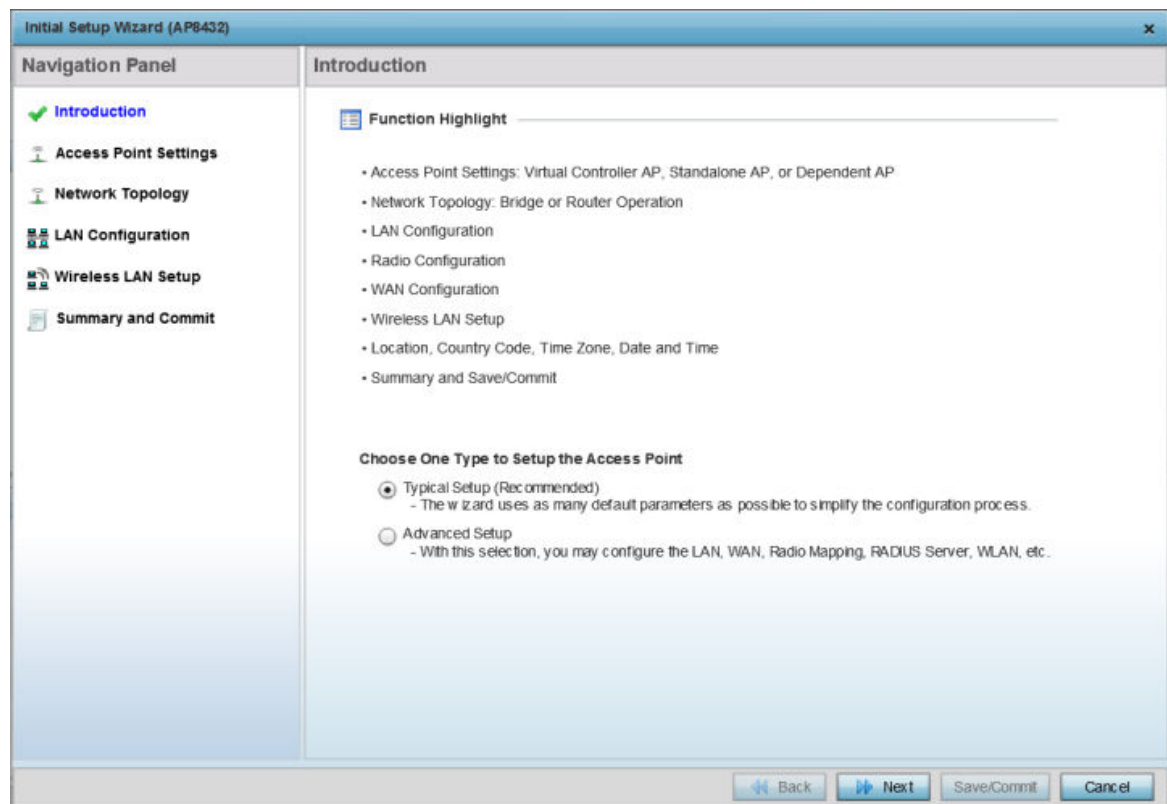 Initial Setup Wizard (AP8432)
Navigation Panel
Introduction
Access Point Settings
Network Topology
LAN Configuration
Wireless LAN Setup
Summary and Commit
Introduction
Function Highlight
• Access Point Settings: Virtual Controller AP, Standalone AP, or Dependent AP
• Network Topology: Bridge or Router Operation
• LAN Configuration
• Radio Configuration
• WAN Configuration
• Wireless LAN Setup
• Location, Country Code, Time Zone, Date and Time
• Summary and Save/Commit
Choose One Type to Setup the Access Point
Typical Setup (Recommended)
- The wizard uses as many default parameters as possible to simplify the configuration process.
Advanced Setup
- With this selection, you may configure the LAN, WAN, Radio Mapping, RADIUS Server, WLAN, etc.
Back
Next
Save/Commit
Cancel